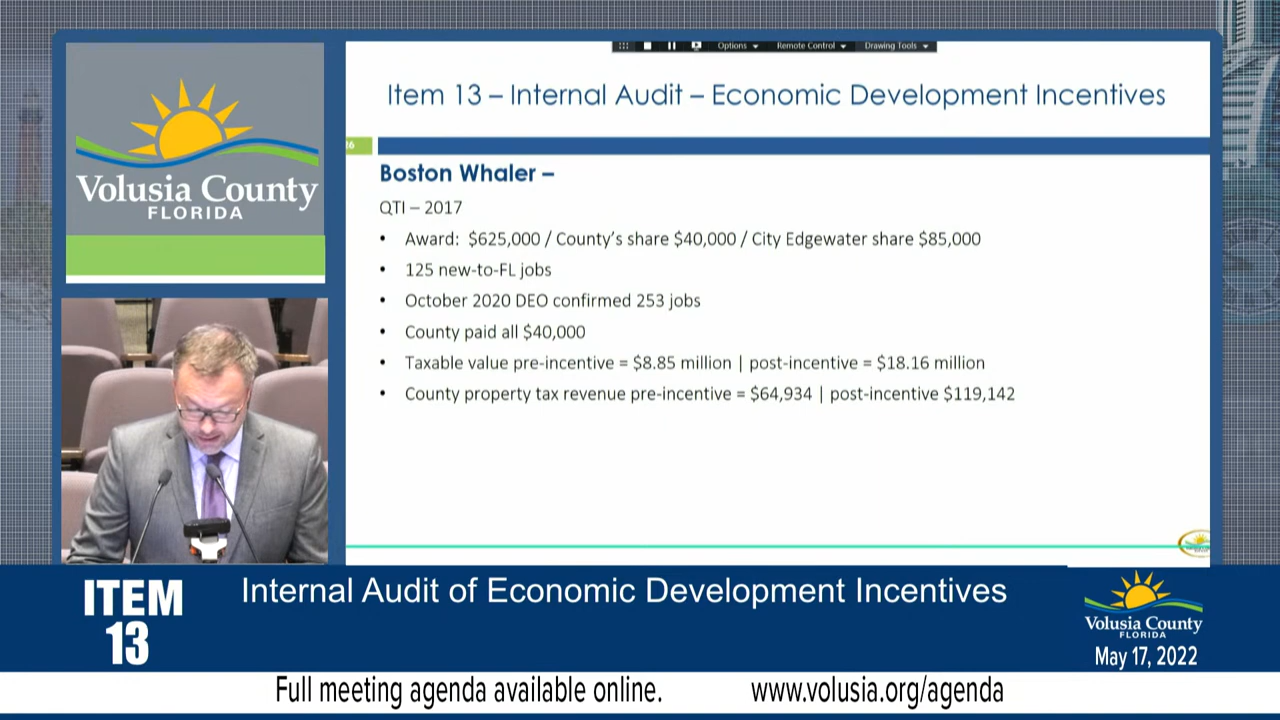 Options
Remote Control
Drawing Tools
Volusia County
FLORIDA
Item 13 – Internal Audit – Economic Development Incentives
Boston Whaler –
QTI – 2017
• Award: $625,000 / County's share $40,000 / City Edgewater share $85,000
• 125 new-to-FL jobs
• October 2020 DEO confirmed 253 jobs
• County paid all $40,000
• Taxable value pre-incentive = $8.85 million | post-incentive = $18.16 million
• County property tax revenue pre-incentive = $64,934 | post-incentive $119,142
ITEM
13
Internal Audit of Economic Development Incentives
Volusia County
FLORIDA
May 17, 2022
Full meeting agenda available online. www.volusia.org/agenda